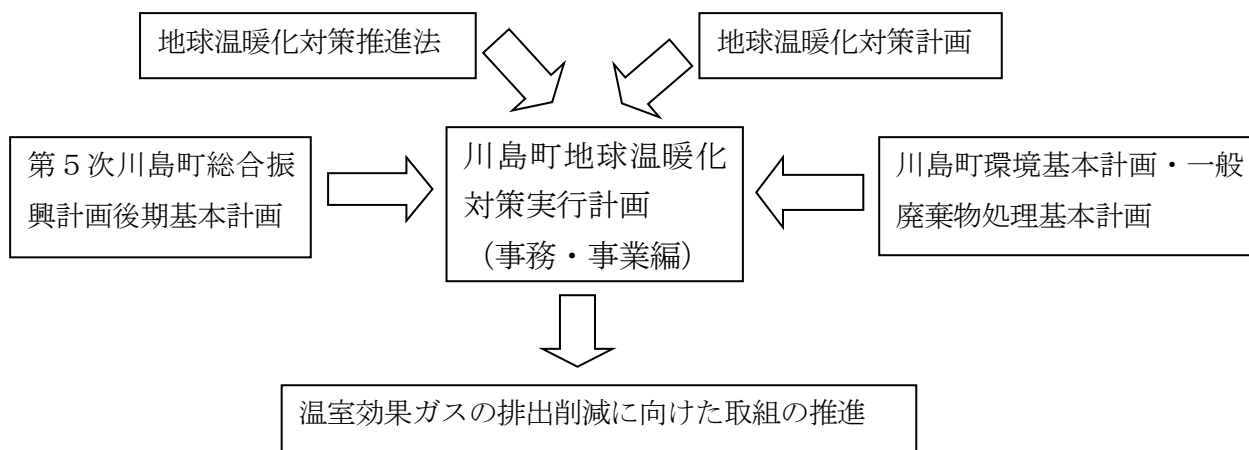 地球温暖化対策推進法
地球温暖化対策計画
第5次川島町総合振
興計画後期基本計画
川島町地球温暖化
対策実行計画
（事務・事業編）
川島町環境基本計画・一般
廃棄物処理基本計画
温室効果ガスの排出削減に向けた取組の推進